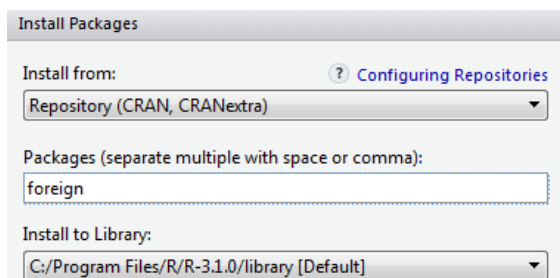 Install Packages
Install from:
? Configuring Repositories
Repository (CRAN, CRANextra)
Packages (separate multiple with space or comma):
foreign
Install to Library:
C:/Program Files/R/R-3.1.0/library [Default]